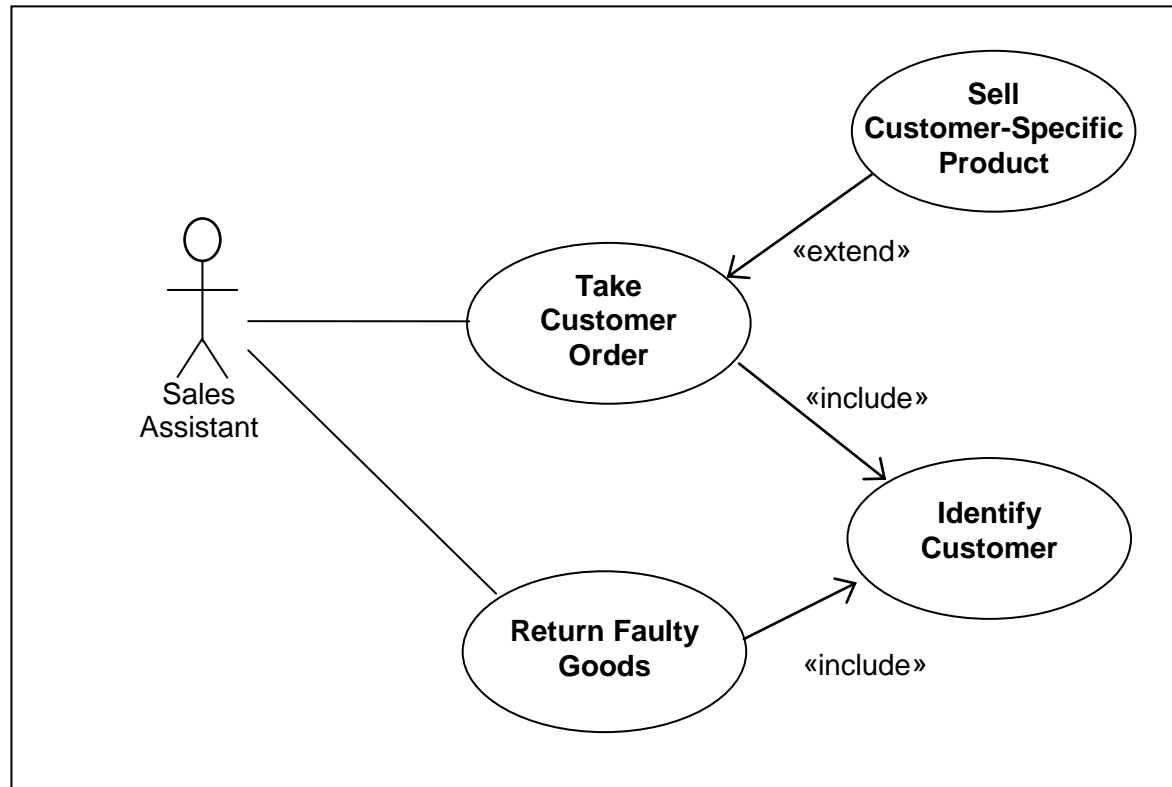 Sell
Customer-Specific
Product
«extend»
Take
Customer
Order
Sales
Assistant
«include»
Identify
Customer
Return Faulty
Goods
«include»